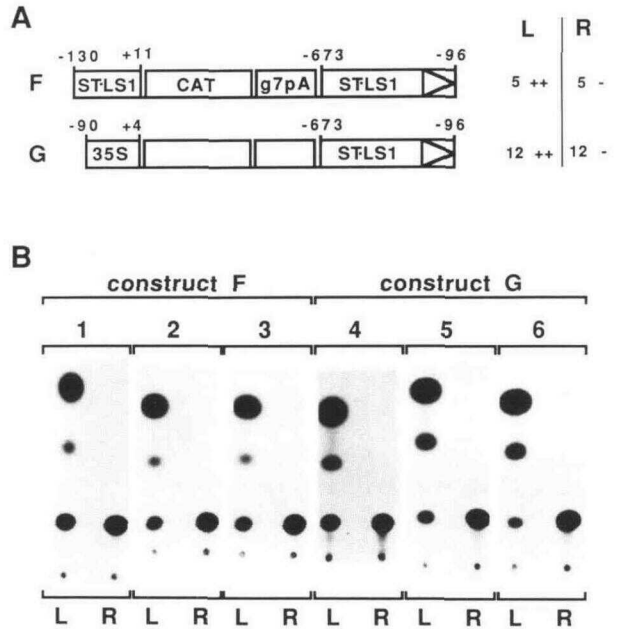 A
L R
-130 +11 -673 -96
F ST-LS1 CAT g7pA ST-LS1 5 ++ 5 -
-90 +4 -673 -96
G 35S ST-LS1 12 ++ 12 -
B
construct F construct G
1 2 3 4 5 6
L R L R L R L R L R L R